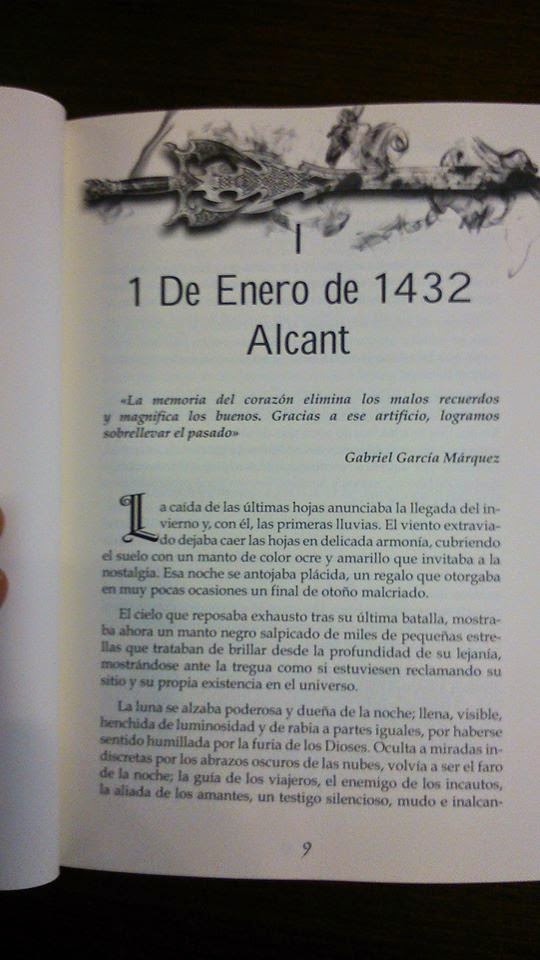 I
1 De Enero de 1432
Alcant
«La memoria del corazón elimina los malos recuerdos
y magnifica los buenos. Gracias a ese artificio, logramos
sobrellevar el pasado»
Gabriel García Márquez
La caída de las últimas hojas anunciaba la llegada del in-
vierno y, con él, las primeras lluvias. El viento extravia-
do dejaba caer las hojas en delicada armonía, cubriendo
el suelo con un manto de color ocre y amarillo que invitaba a la
nostalgia. Esa noche se antojaba plácida, un regalo que otorgaba
en muy pocas ocasiones un final de otoño malcriado.
El cielo que reposaba exhausto tras su última batalla, mostra-
ba ahora un manto negro salpicado de miles de pequeñas estre-
llas que trataban de brillar desde la profundidad de su lejanía,
mostrándose ante la tregua como si estuviesen reclamando su
sitio y su propia existencia en el universo.
La luna se alzaba poderosa y dueña de la noche; llena, visible,
henchida de luminosidad y de rabia a partes iguales, por haberse
sentido humillada por la furia de los Dioses. Oculta a miradas in-
discretas por los abrazos oscuros de las nubes, volvía a ser el faro
de la noche; la guía de los viajeros, el enemigo de los incautos,
la aliada de los amantes, un testigo silencioso, mudo e inalcan-
9